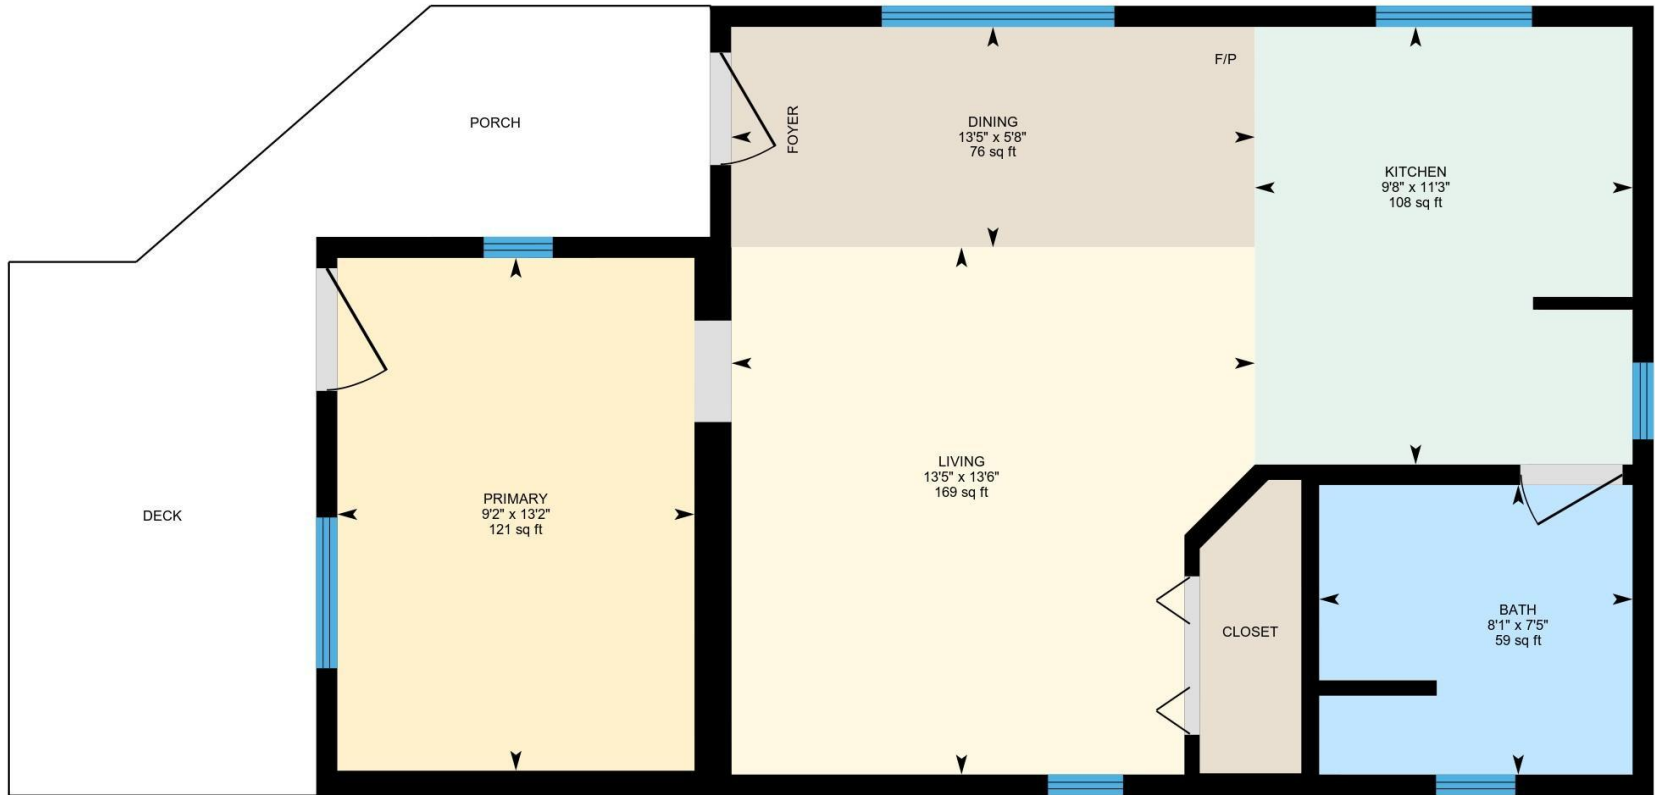 PORCH
FOYER
DINING
13'5" x 5'8"
76 sq ft
F/P
KITCHEN
9'8" x 11'3"
108 sq ft
DECK
PRIMARY
9'2" x 13'2"
121 sq ft
LIVING
13'5" x 13'6"
169 sq ft
CLOSET
BATH
8'1" x 7'5"
59 sq ft